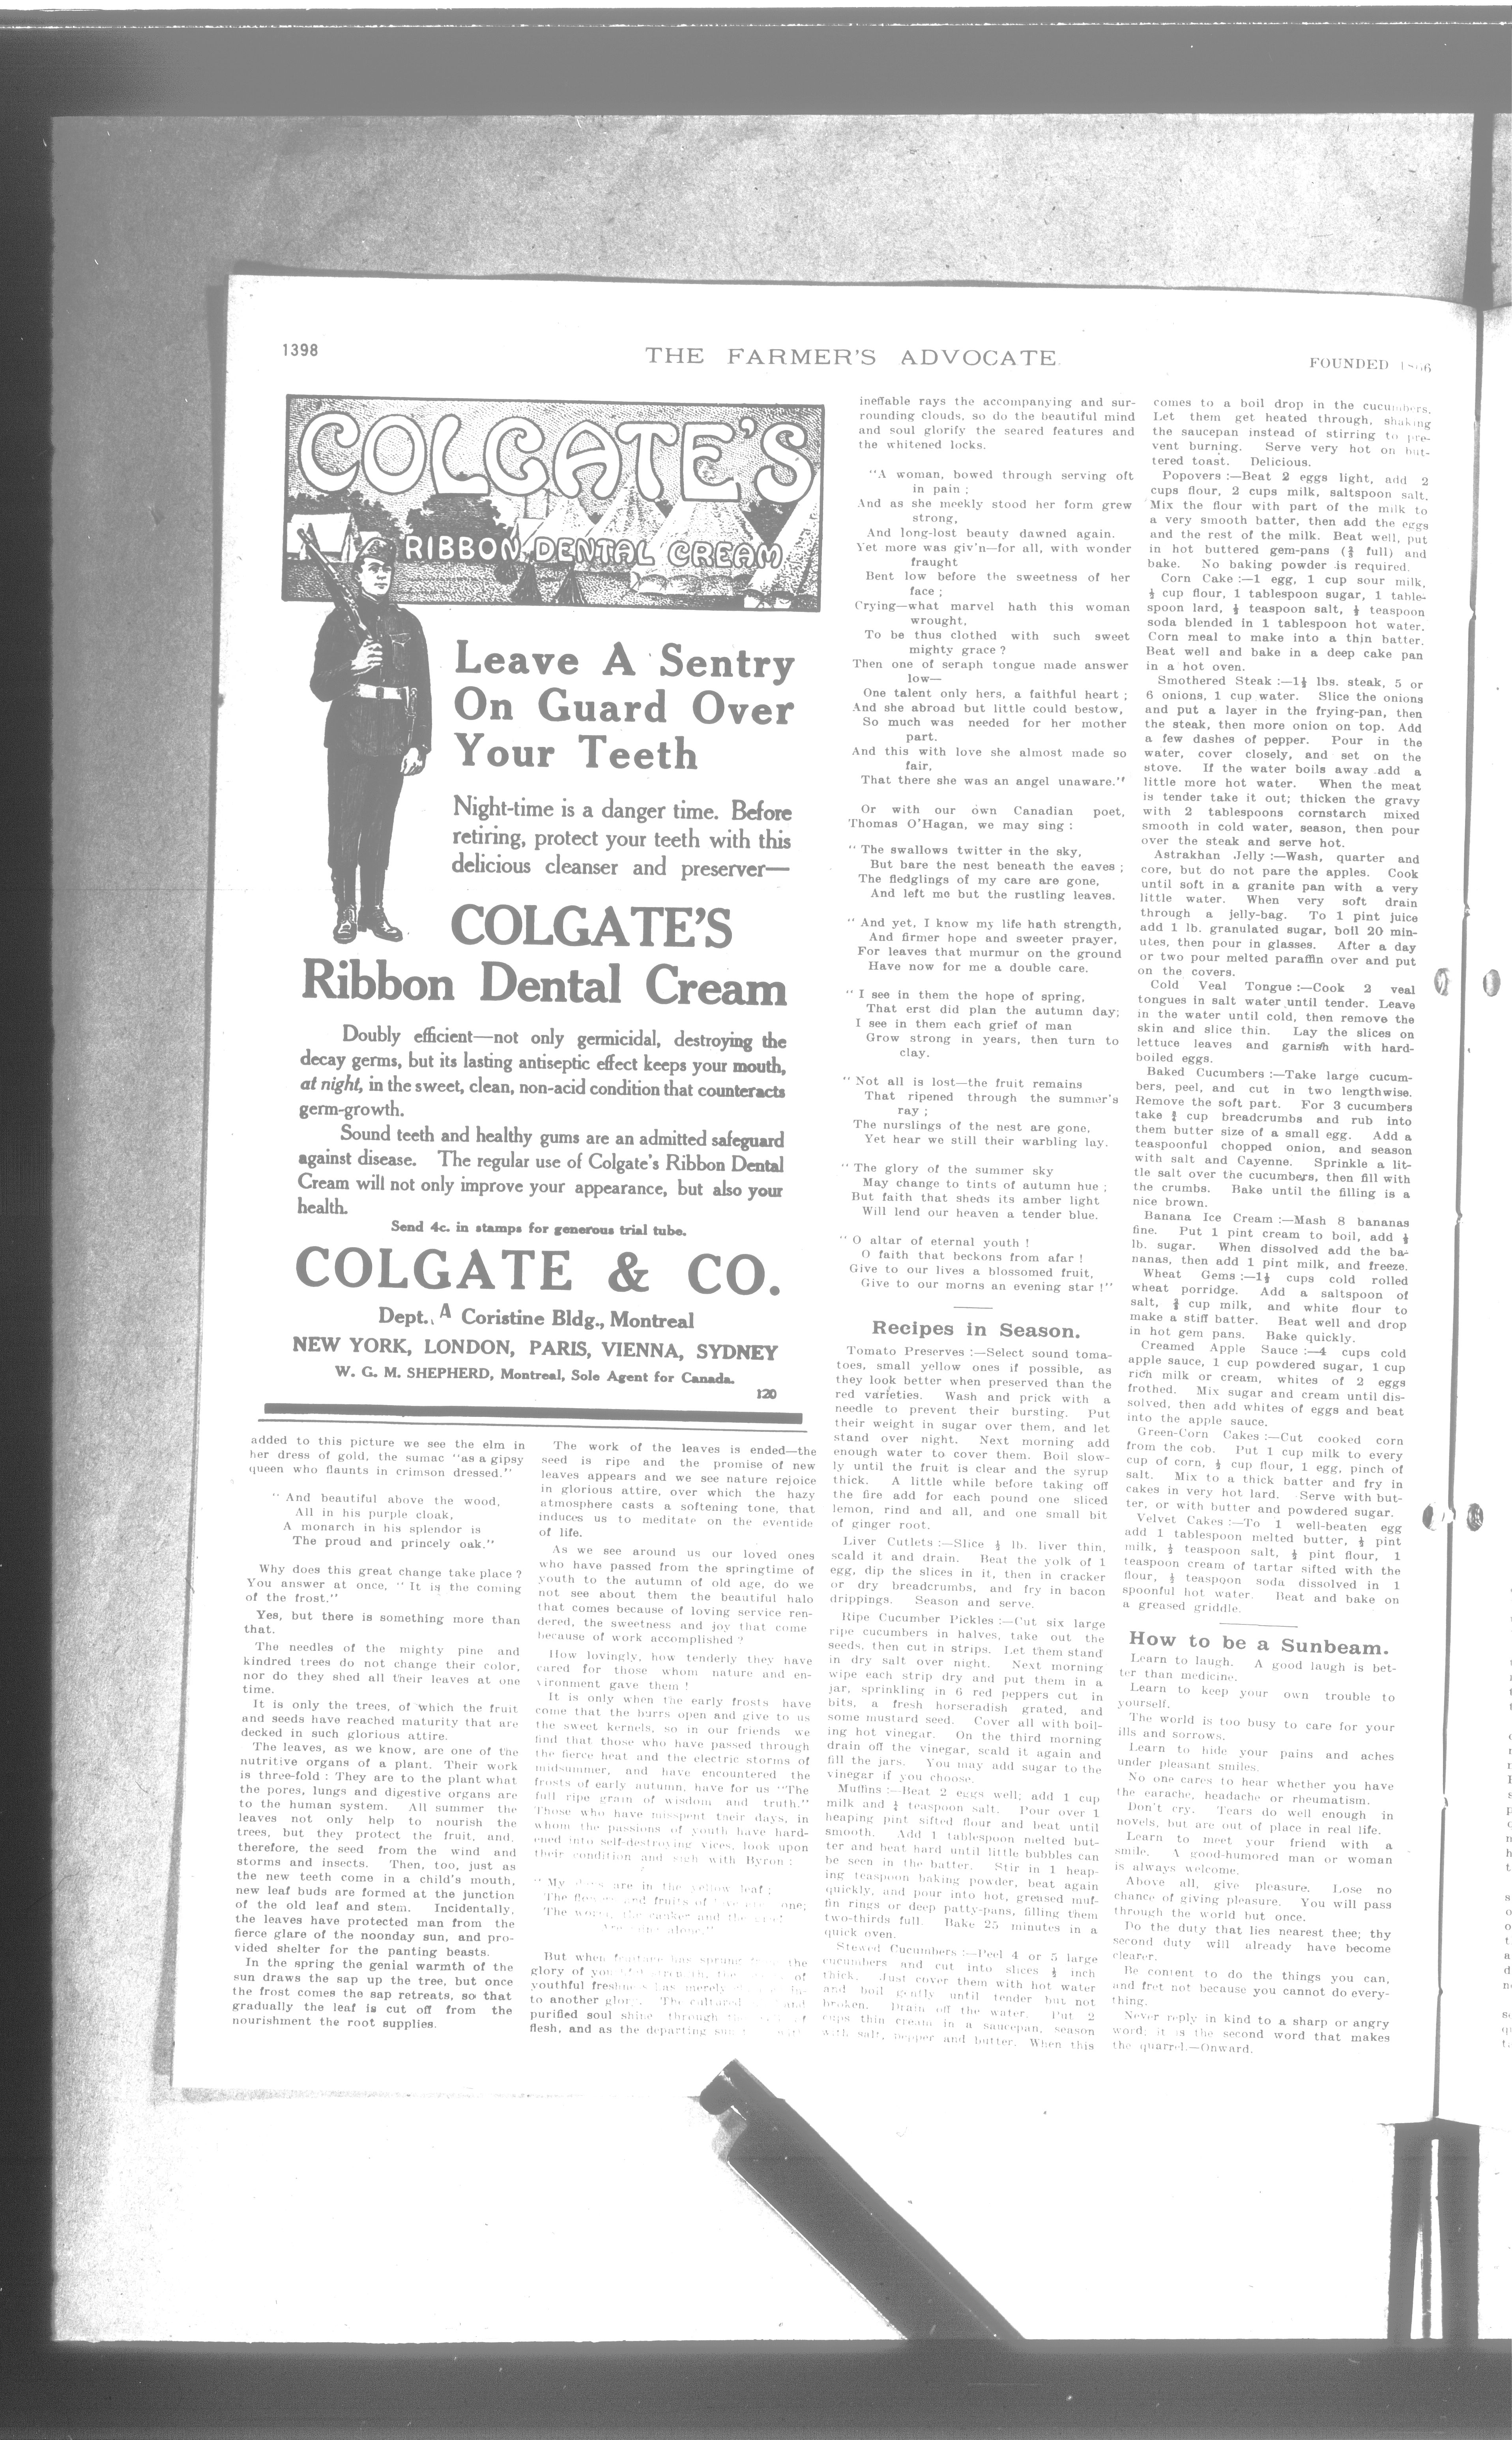 1398
THE FARMER'S ADVOCATE
FOUNDED
COLGATE'S
RIBBON DENTAL CREAM
Leave A Sentry
On Guard Over
Your Teeth
Night-time is a danger time. Before
retiring, protect your teeth with this
delicious cleanser and preserver—
COLGATE'S
Ribbon Dental Cream
Doubly efficient—not only germicidal, destroying the
decay germs, but its lasting antiseptic effect keeps your mouth,
at night, in the sweet, clean, non-acid condition that counteracts
germ-growth.
Sound teeth and healthy gums are an admitted safeguard
against disease. The regular use of Colgate's Ribbon Dental
Cream will not only improve your appearance, but also your
health.
Send 4c. in stamps for generous trial tube.
COLGATE & CO.
Dept. A Coristine Bldg., Montreal
NEW YORK, LONDON, PARIS, VIENNA, SYDNEY
W. G. M. SHEPHERD, Montreal, Sole Agent for Canada.
120
added to this picture we see the elm in
her dress of gold, the sumac "as a gipsy
queen who flaunts in crimson dressed."
"And beautiful above the wood,
All in his purple cloak,
A monarch in his splendor is
The proud and princely oak."
Why does this great change take place ?
You answer at once, "It is the coming
of the frost."
Yes, but there is something more than
that.
The needles of the mighty pine and
kindred trees do not change their color,
nor do they shed all their leaves at one
time.
It is only the trees, of which the fruit
and seeds have reached maturity that are
decked in such glorious attire.
The leaves, as we know, are one of the
nutritive organs of a plant. Their work
is three-fold : They are to the plant what
the pores, lungs and digestive organs are
to the human system. All summer the
leaves not only help to nourish the
trees, but they protect the fruit, and,
therefore, the seed from the wind and
storms and insects. Then, too, just as
the new teeth come in a child's mouth,
new leaf buds are formed at the junction
of the old leaf and stem. Incidentally,
the leaves have protected man from the
fierce glare of the noonday sun, and pro-
vided shelter for the panting beasts.
In the spring the genial warmth of the
sun draws the sap up the tree, but once
the frost comes the sap retreats, so that
gradually the leaf is cut off from the
nourishment the root supplies.
The work of the leaves is ended—the
seed is ripe and the promise of new
leaves appears and we see nature rejoice
in glorious attire, over which the hazy
atmosphere casts a softening tone, that
induces us to meditate on the eventide
of life.
As we see around us our loved ones
who have passed from the springtime of
youth to the autumn of old age, do we
not see about them the beautiful halo
that comes because of loving service ren-
dered, the sweetness and joy that come
because of work accomplished ?
How lovingly, how tenderly they have
cared for those whom nature and en-
vironment gave them !
It is only when the early frosts have
come that the burrs open and give to us
the sweet kernels, so in our friends we
find that those who have passed through
the fierce heat and the electric storms of
midsummer, and have encountered the
frosts of early autumn, have for us "The
full ripe grain of wisdom and truth."
Those who have misspent their days, in
whom the passions of youth have hard-
ened into self-destroying vices, look upon
their condition and sigh with Byron :
"My days are in the yellow leaf ;
The flowers and fruits of one;
The canker and the
alone."
But when has sprung the
glory of of
youthful has merely
to another The cultured and
purified soul shine through the of
flesh, and as the departing
ineffable rays the accompanying and sur-
rounding clouds, so do the beautiful mind
and soul glorify the seared features and
the whitened locks.
"A woman, bowed through serving oft
in pain ;
And as she meekly stood her form grew
strong,
And long-lost beauty dawned again.
Yet more was giv'n—for all, with wonder
fraught
Bent low before the sweetness of her
face ;
Crying—what marvel hath this woman
wrought,
To be thus clothed with such sweet
mighty grace ?
Then one of seraph tongue made answer
low—
One talent only hers, a faithful heart ;
And she abroad but little could bestow,
So much was needed for her mother
part.
And this with love she almost made so
fair,
That there she was an angel unaware."
Or with our own Canadian poet,
Thomas O'Hagan, we may sing :
"The swallows twitter in the sky,
But bare the nest beneath the eaves ;
The fledglings of my care are gone,
And left me but the rustling leaves.
"And yet, I know my life hath strength,
And firmer hope and sweeter prayer,
For leaves that murmur on the ground
Have now for me a double care.
"I see in them the hope of spring,
That erst did plan the autumn day;
I see in them each grief of man
Grow strong in years, then turn to
clay.
"Not all is lost—the fruit remains
That ripened through the summer's
ray ;
The nurslings of the nest are gone,
Yet hear we still their warbling lay.
"The glory of the summer sky
May change to tints of autumn hue ;
But faith that sheds its amber light
Will lend our heaven a tender blue.
"O altar of eternal youth !
O faith that beckons from afar !
Give to our lives a blossomed fruit,
Give to our morns an evening star !"
Recipes in Season.
Tomato Preserves :—Select sound toma-
toes, small yellow ones if possible, as
they look better when preserved than the
red varieties. Wash and prick with a
needle to prevent their bursting. Put
their weight in sugar over them, and let
stand over night. Next morning add
enough water to cover them. Boil slow-
ly until the fruit is clear and the syrup
thick. A little while before taking off
the fire add for each pound one sliced
lemon, rind and all, and one small bit
of ginger root.
Liver Cutlets :—Slice ½ lb. liver thin,
scald it and drain. Beat the yolk of 1
egg, dip the slices in it, then in cracker
or dry breadcrumbs, and fry in bacon
drippings. Season and serve.
Ripe Cucumber Pickles :—Cut six large
ripe cucumbers in halves, take out the
seeds, then cut in strips. Let them stand
in dry salt over night. Next morning
wipe each strip dry and put them in a
jar, sprinkling in 6 red peppers cut in
bits, a fresh horseradish grated, and
some mustard seed. Cover all with boil-
ing hot vinegar. On the third morning
drain off the vinegar, scald it again and
fill the jars. You may add sugar to the
vinegar if you choose.
Muffins :—Beat 2 eggs well; add 1 cup
milk and teaspoon salt. Pour over 1
heaping pint sifted flour and beat until
smooth. Add 1 tablespoon melted but-
ter and beat hard until little bubbles can
be seen in the batter. Stir in 1 heap-
ing teaspoon baking powder, beat again
quickly, and pour into hot, greased muf-
fin rings or deep patty-pans, filling them
two-thirds full. Bake 25 minutes in a
quick oven.
Stewed Cucumbers :—Peel 4 or 5 large
cucumbers and cut into slices ½ inch
thick. Just cover them with hot water
and boil gently until tender but not
broken. Drain off the water. Put 2
cups thin cream in a saucepan, season
with salt, pepper and butter. When this
comes to a boil drop in the cucumbers.
Let them get heated through, shaking
the saucepan instead of stirring to pre-
vent burning. Serve very hot on but-
tered toast. Delicious.
Popovers :—Beat 2 eggs light, add 2
cups flour, 2 cups milk, saltspoon salt.
Mix the flour with part of the milk to
a very smooth batter, then add the eggs
and the rest of the milk. Beat well, put
in hot buttered gem-pans (⅔ full) and
bake. No baking powder is required.
Corn Cake :—1 egg, 1 cup sour milk,
½ cup flour, 1 tablespoon sugar, 1 table-
spoon lard, ½ teaspoon salt, ½ teaspoon
soda blended in 1 tablespoon hot water.
Corn meal to make into a thin batter.
Beat well and bake in a deep cake pan
in a hot oven.
Smothered Steak :—1½ lbs. steak, 5 or
6 onions, 1 cup water. Slice the onions
and put a layer in the frying-pan, then
the steak, then more onion on top. Add
a few dashes of pepper. Pour in the
water, cover closely, and set on the
stove. If the water boils away add a
little more hot water. When the meat
is tender take it out; thicken the gravy
with 2 tablespoons cornstarch mixed
smooth in cold water, season, then pour
over the steak and serve hot.
Astrakhan Jelly :—Wash, quarter and
core, but do not pare the apples. Cook
until soft in a granite pan with a very
little water. When very soft drain
through a jelly-bag. To 1 pint juice
add 1 lb. granulated sugar, boil 20 min-
utes, then pour in glasses. After a day
or two pour melted paraffin over and put
on the covers.
Cold Veal Tongue :—Cook 2 veal
tongues in salt water until tender. Leave
in the water until cold, then remove the
skin and slice thin. Lay the slices on
lettuce leaves and garnish with hard-
boiled eggs.
Baked Cucumbers :—Take large cucum-
bers, peel, and cut in two lengthwise.
Remove the soft part. For 3 cucumbers
take cup breadcrumbs and rub into
them butter size of a small egg. Add a
teaspoonful chopped onion, and season
with salt and Cayenne. Sprinkle a lit-
tle salt over the cucumbers, then fill with
the crumbs. Bake until the filling is a
nice brown.
Banana Ice Cream :—Mash 8 bananas
fine. Put 1 pint cream to boil, add ½
lb. sugar. When dissolved add the ba-
nanas, then add 1 pint milk, and freeze.
Wheat Gems :—1½ cups cold rolled
wheat porridge. Add a saltspoon of
salt, cup milk, and white flour to
make a stiff batter. Beat well and drop
in hot gem pans. Bake quickly.
Creamed Apple Sauce :—4 cups cold
apple sauce, 1 cup powdered sugar, 1 cup
rich milk or cream, whites of 2 eggs
frothed. Mix sugar and cream until dis-
solved, then add whites of eggs and beat
into the apple sauce.
Green-Corn Cakes :—Cut cooked corn
from the cob. Put 1 cup milk to every
cup of corn, ½ cup flour, 1 egg, pinch of
salt. Mix to a thick batter and fry in
cakes in very hot lard. Serve with but-
ter, or with butter and powdered sugar.
Velvet Cakes :—To 1 well-beaten egg
add 1 tablespoon melted butter, ½ pint
milk, ½ teaspoon salt, ½ pint flour, 1
teaspoon cream of tartar sifted with the
flour, ½ teaspoon soda dissolved in 1
spoonful hot water. Beat and bake on
a greased griddle.
How to be a Sunbeam.
Learn to laugh. A good laugh is bet-
ter than medicine.
Learn to keep your own trouble to
yourself.
The world is too busy to care for your
ills and sorrows.
Learn to hide your pains and aches
under pleasant smiles.
No one cares to hear whether you have
the earache, headache or rheumatism.
Don't cry. Tears do well enough in
novels, but are out of place in real life.
Learn to meet your friend with a
smile. A good-humored man or woman
is always welcome.
Above all, give pleasure. Lose no
chance of giving pleasure. You will pass
through the world but once.
Do the duty that lies nearest thee; thy
second duty will already have become
clearer.
Be content to do the things you can,
and fret not because you cannot do every-
thing.
Never reply in kind to a sharp or angry
word; it is the second word that makes
the quarrel.—Onward.